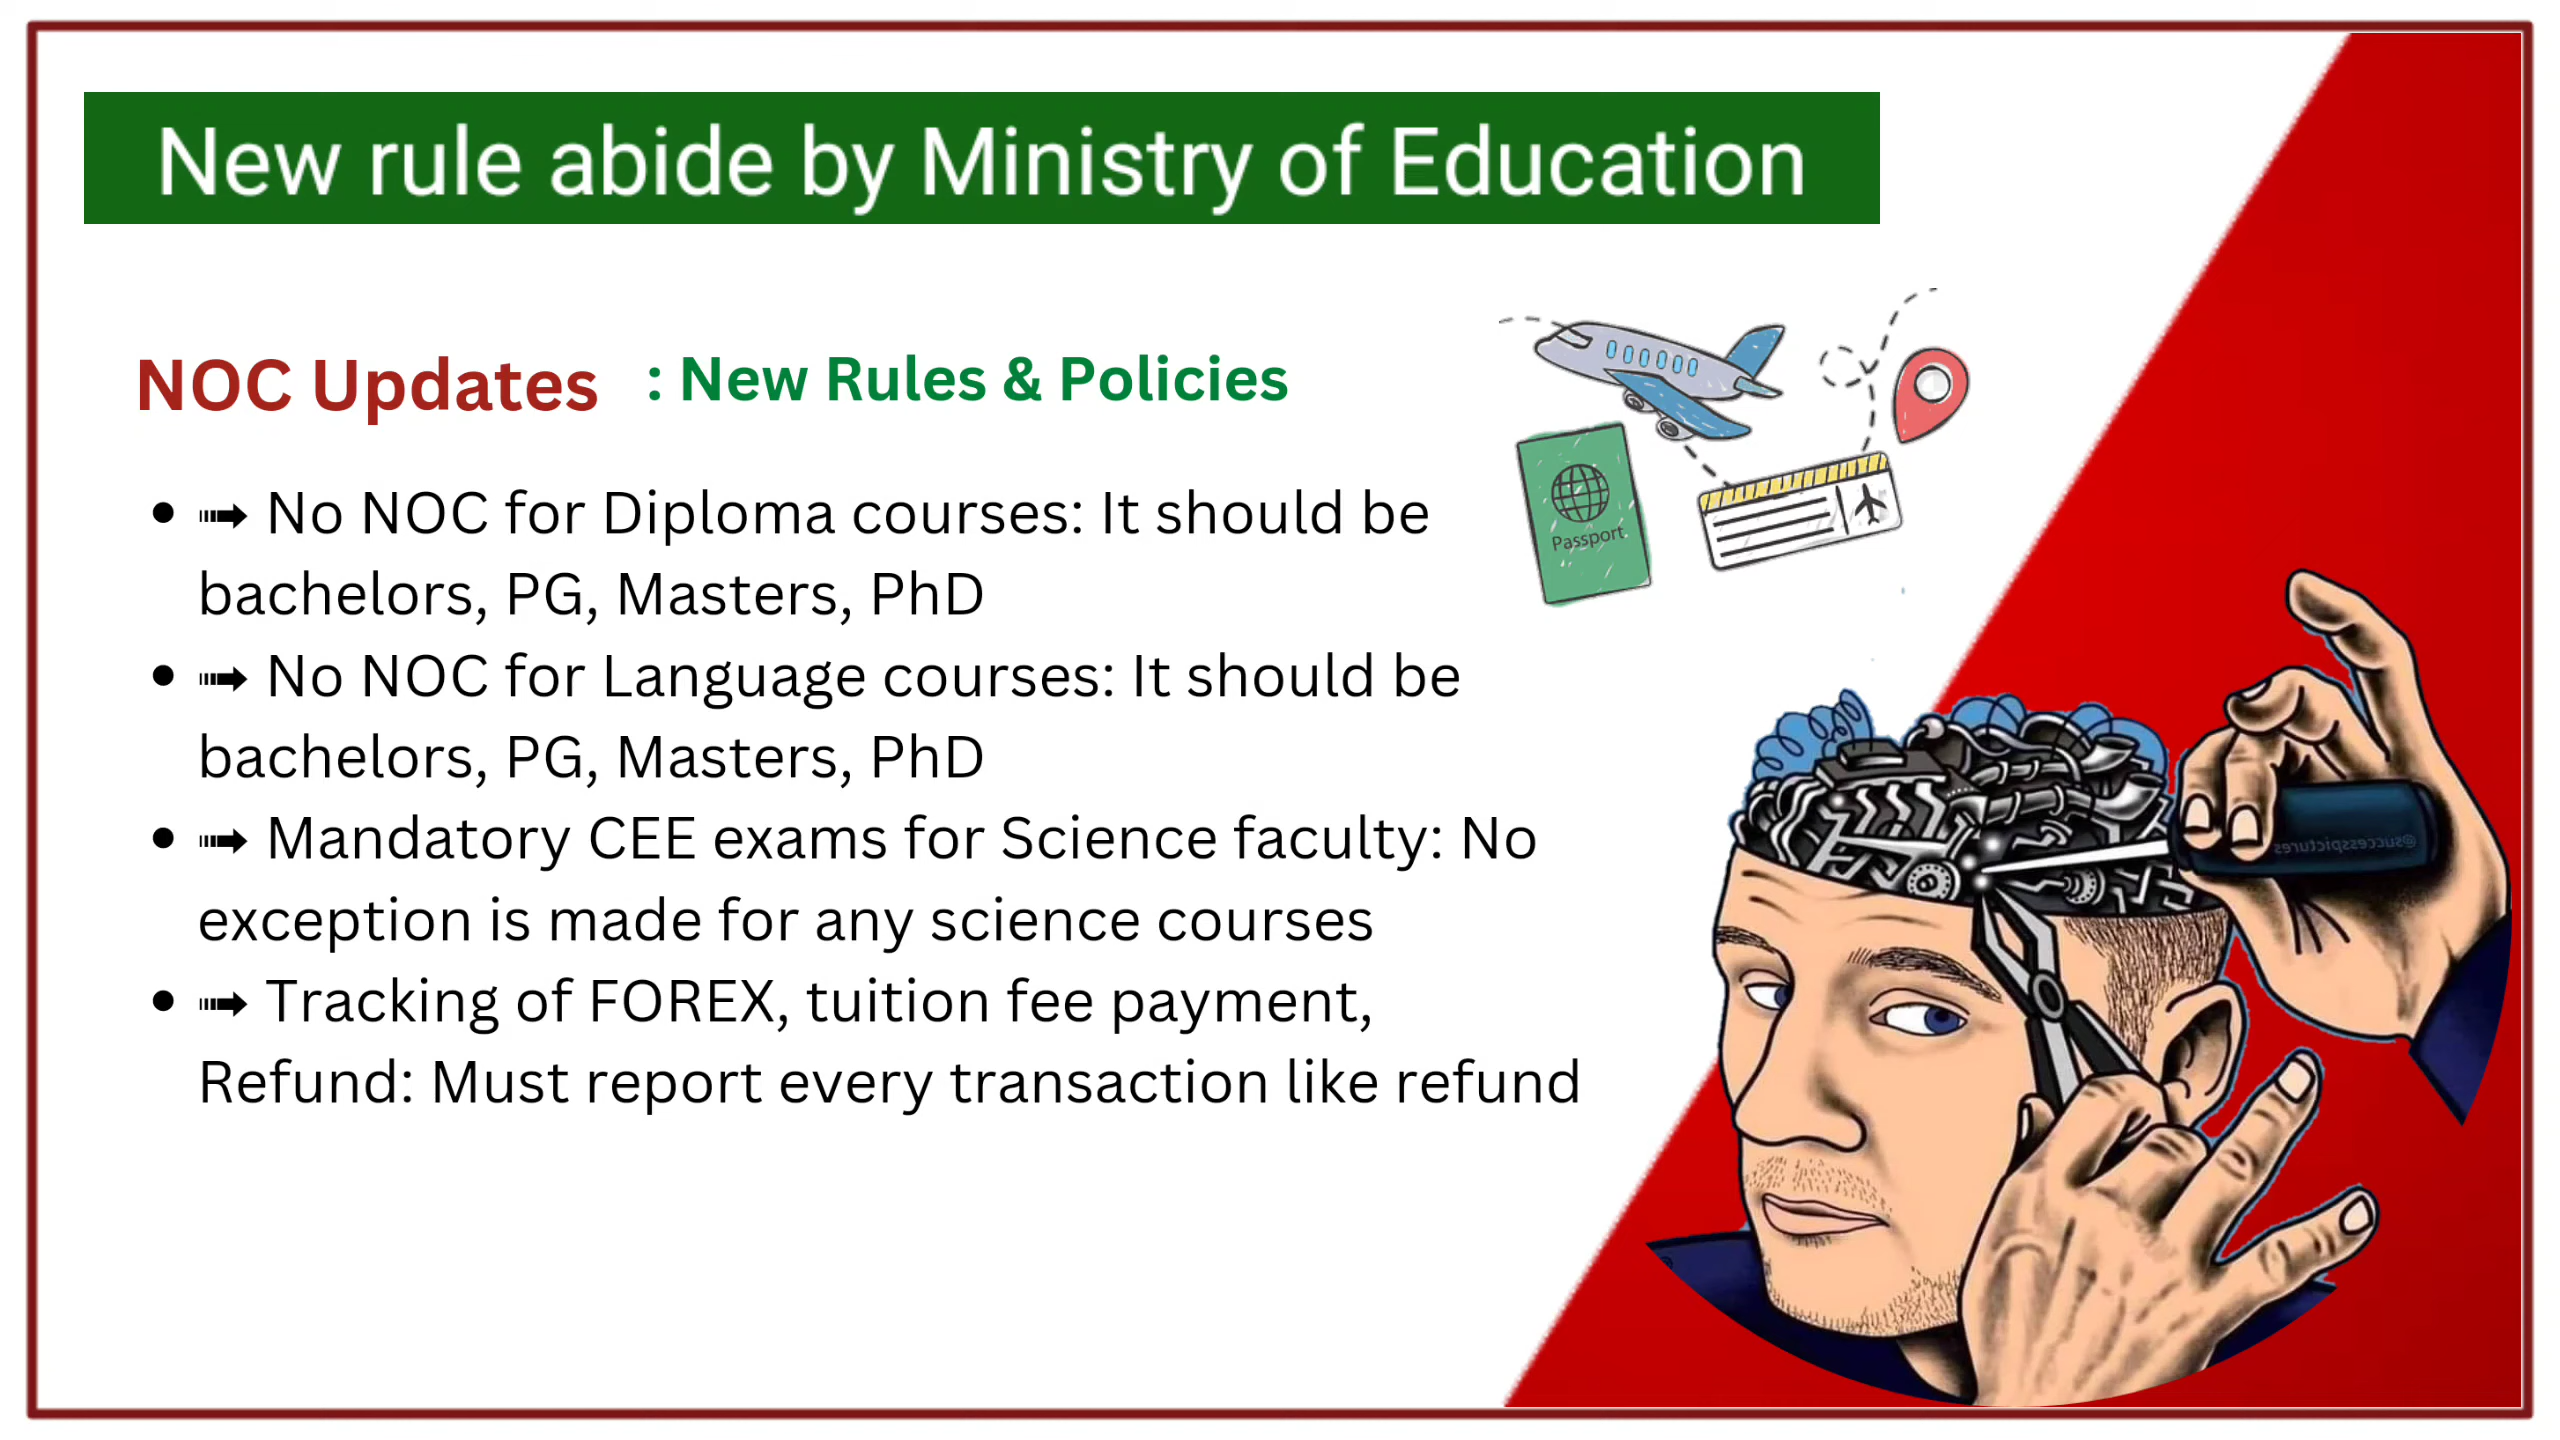 New rule abide by Ministry of Education
NOC Updates : New Rules & Policies
• ➟ No NOC for Diploma courses: It should be
bachelors, PG, Masters, PhD
• ➟ No NOC for Language courses: It should be
bachelors, PG, Masters, PhD
• ➟ Mandatory CEE exams for Science faculty: No
exception is made for any science courses
• ➟ Tracking of FOREX, tuition fee payment,
Refund: Must report every transaction like refund
Passport
@successpictures